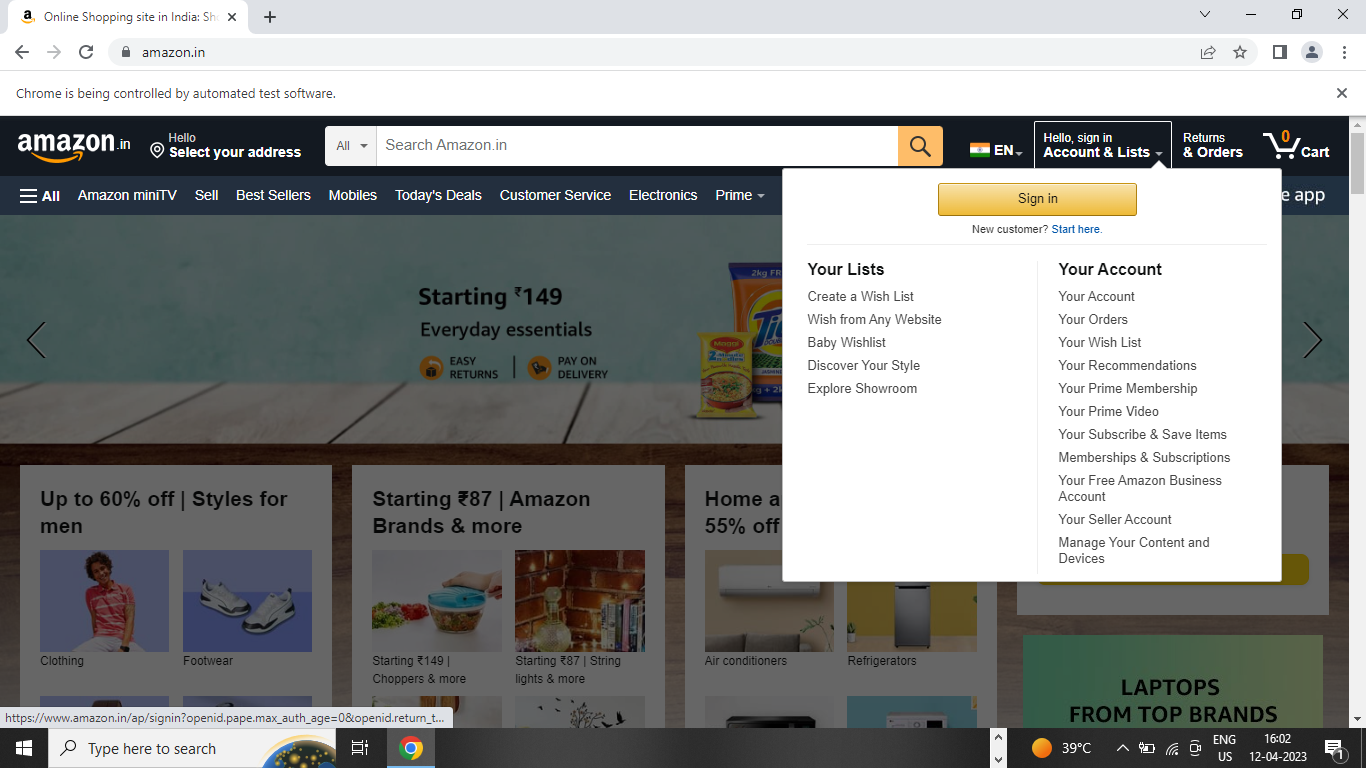 Online Shopping site in India: Sh
amazon.in
Chrome is being controlled by automated test software.
amazon.in
Hello
Select your address
All
Search Amazon.in
EN
Hello, sign in
Account & Lists
Returns
& Orders
0
Cart
All
Amazon miniTV
Sell
Best Sellers
Mobiles
Today's Deals
Customer Service
Electronics
Prime
e app
Sign in
New customer? Start here.
Your Lists
Create a Wish List
Wish from Any Website
Baby Wishlist
Discover Your Style
Explore Showroom
Your Account
Your Account
Your Orders
Your Wish List
Your Recommendations
Your Prime Membership
Your Prime Video
Your Subscribe & Save Items
Memberships & Subscriptions
Your Free Amazon Business
Account
Your Seller Account
Manage Your Content and
Devices
Starting ₹149
Everyday essentials
EASY
RETURNS
PAY ON
DELIVERY
2kg FR
MAGGI
Up to 60% off | Styles for
men
Clothing
Footwear
Starting ₹87 | Amazon
Brands & more
Starting ₹149 |
Choppers & more
Starting ₹87 | String
lights & more
Home a
55% off
Air conditioners
Refrigerators
LAPTOPS
FROM TOP BRANDS
https://www.amazon.in/ap/signin?openid.pape.max_auth_age=0&openid.return_t...
Type here to search
39°C
ENG
US
16:02
12-04-2023
1